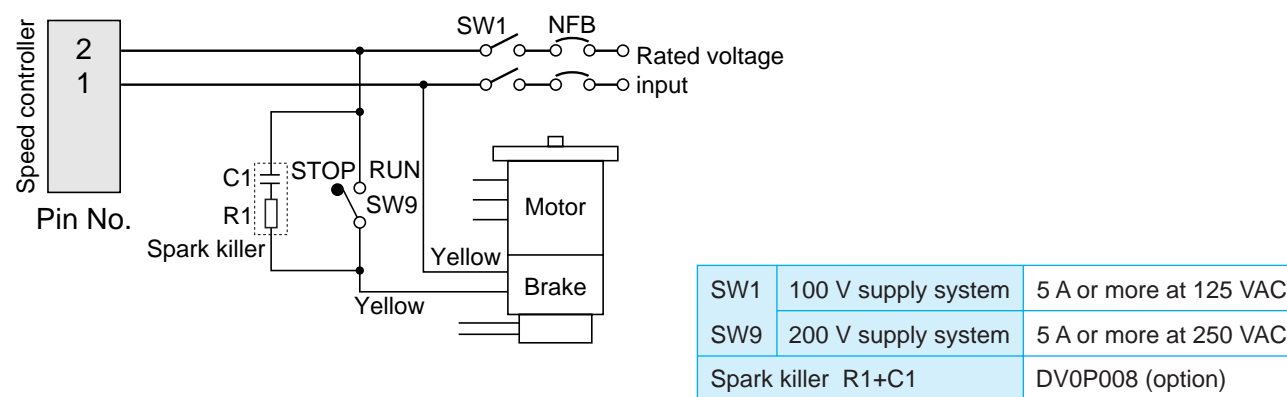 Speed controller
2
1
Pin No.
SW1 NFB
Rated voltage
input
C1
R1
Spark killer
STOP RUN
SW9
Motor
Brake
Yellow
Yellow
SW1 100 V supply system 5 A or more at 125 VAC
SW9 200 V supply system 5 A or more at 250 VAC
Spark killer R1+C1 DV0P008 (option)